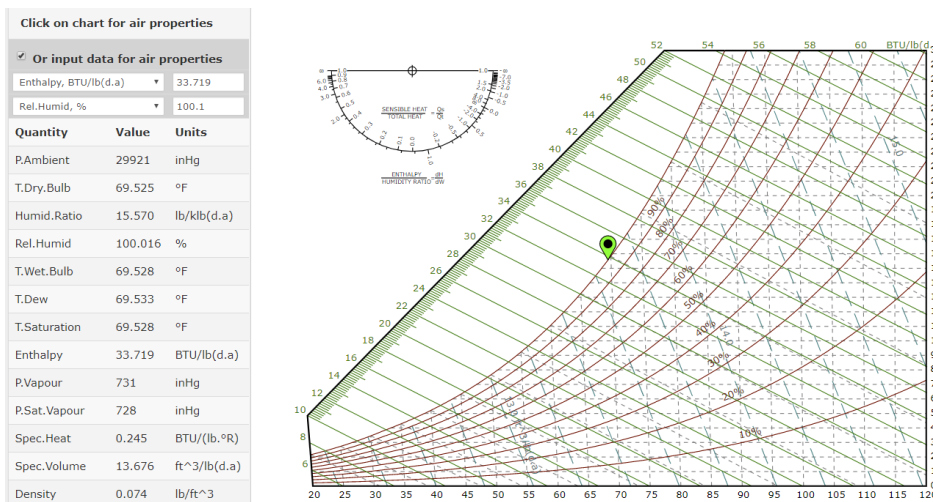 Click on chart for air properties
Or input data for air properties
Enthalpy, BTU/lb(d.a) 33.719
Rel.Humid, % 100.1
Quantity Value Units
P.Ambient 29921 inHg
T.Dry.Bulb 69.525 °F
Humid.Ratio 15.570 lb/klb(d.a)
Rel.Humid 100.016 %
T.Wet.Bulb 69.528 °F
T.Dew 69.533 °F
T.Saturation 69.528 °F
Enthalpy 33.719 BTU/lb(d.a)
P.Vapour 731 inHg
P.Sat.Vapour 728 inHg
Spec.Heat 0.245 BTU/(lb.°R)
Spec.Volume 13.676 ft^3/lb(d.a)
Density 0.074 lb/ft^3
SENSIBLE HEAT
TOTAL HEAT
Qs
ENTHALPY
HUMIDITY RATIO
dH
dW
52 54 56 58 60 BTU/lb(d.a
50
48
46
44
42
40
38
36
34
32
30
28
26
24
22
20
18
16
14
12
10
8
6
90%
80%
70%
60%
50%
40%
30%
20%
10%
14.0
20 25 30 35 40 45 50 55 60 65 70 75 80 85 90 95 100 105 110 115 120